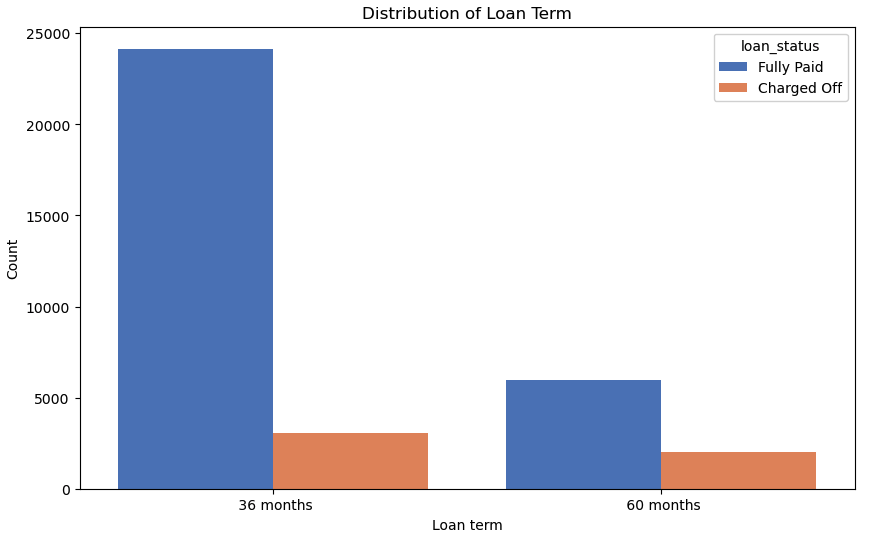 Distribution of Loan Term
25000
20000
15000
10000
5000
0
Count
loan_status
Fully Paid
Charged Off
36 months
60 months
Loan term